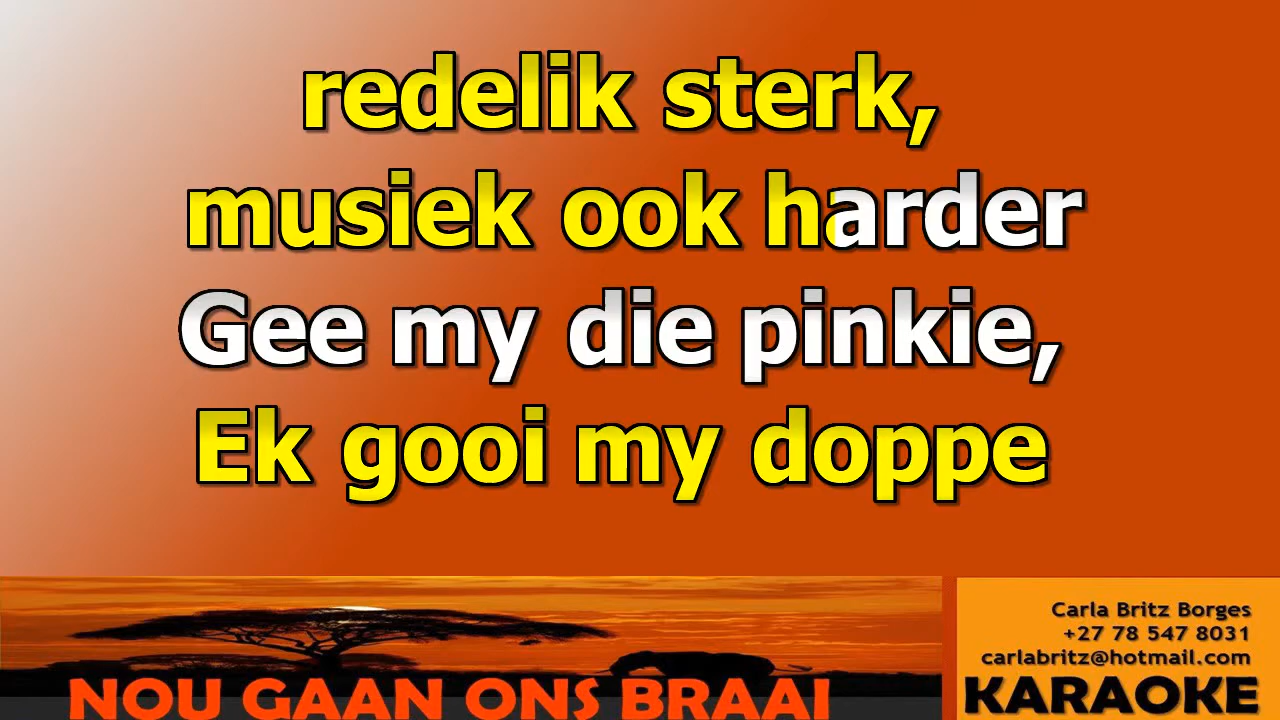 redelik sterk,
musiek ook harder
Gee my die pinkie,
Ek gooi my doppe
Carla Britz Borges
+27 78 547 8031
carlabritz@hotmail.com
NOU GAAN ONS BRAAI
KARAOKE